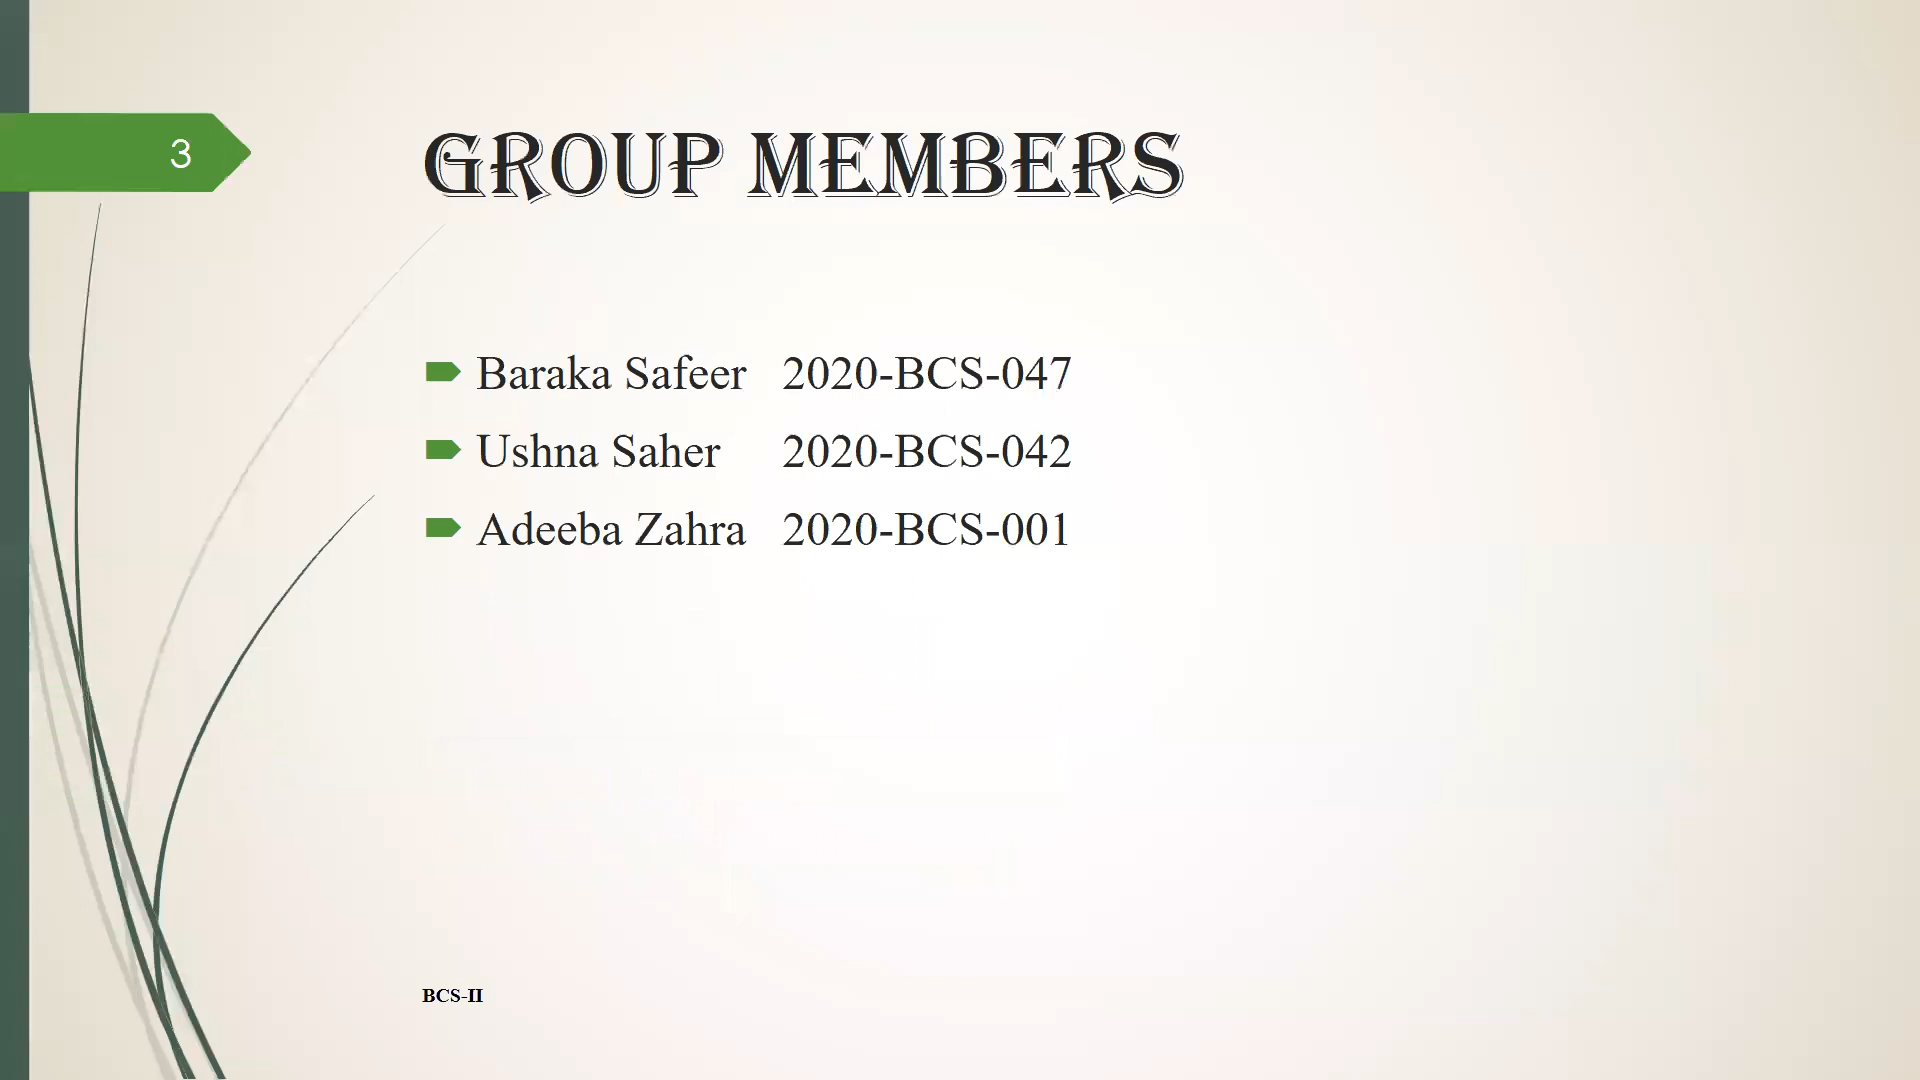 3
GROUP MEMBERS
Baraka Safeer 2020-BCS-047
Ushna Saher 2020-BCS-042
Adeeba Zahra 2020-BCS-001
BCS-II